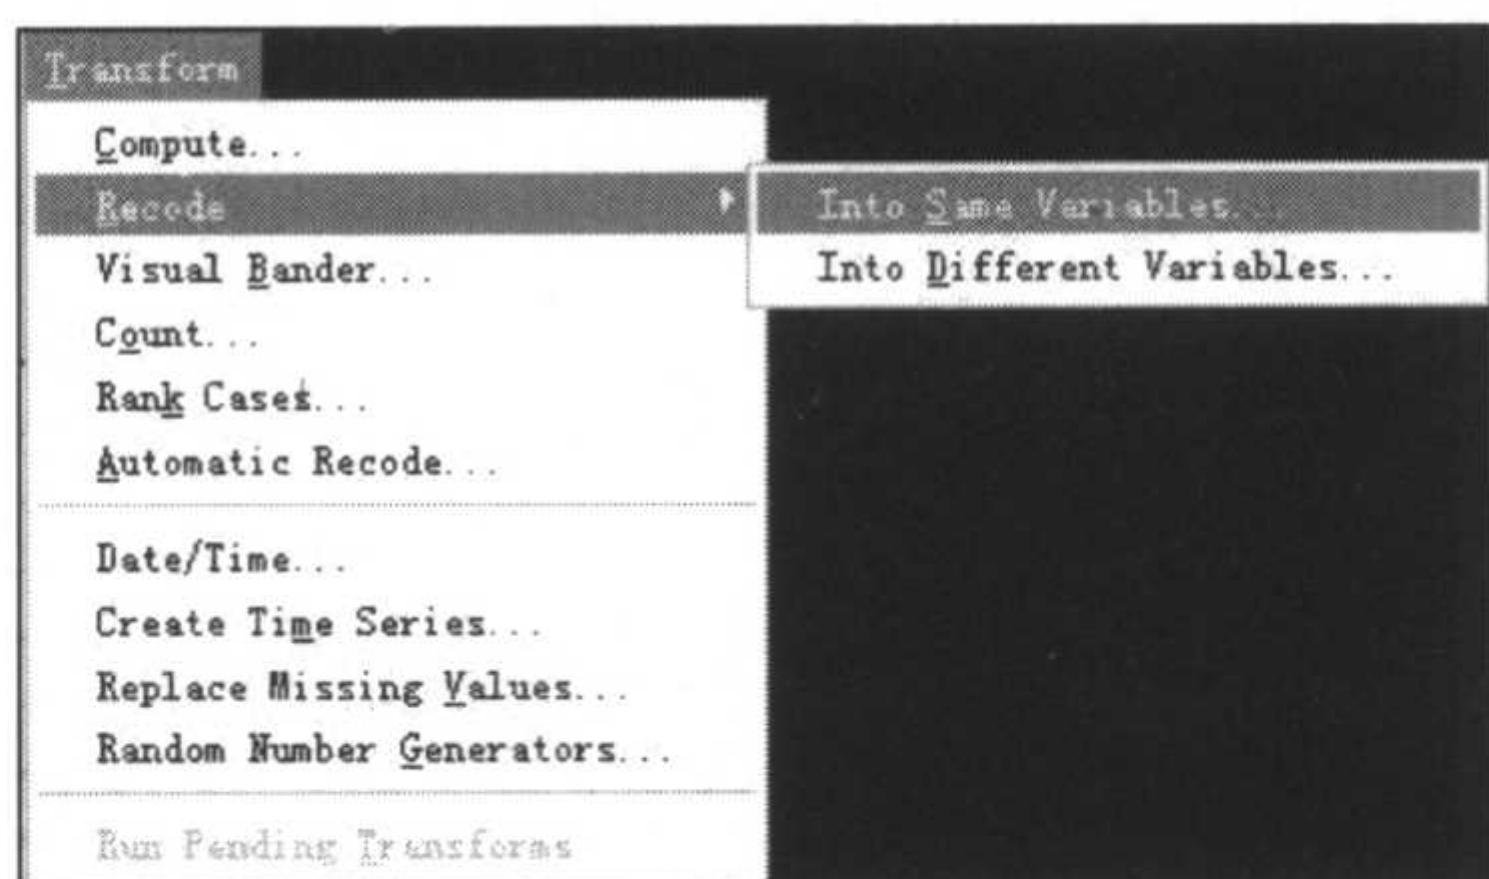 Transform
Compute...
Recode
Into Same Variables...
Into Different Variables...
Visual Bander...
Count...
Rank Cases...
Automatic Recode...
Date/Time...
Create Time Series...
Replace Missing Values...
Random Number Generators...
Run Pending Transforms